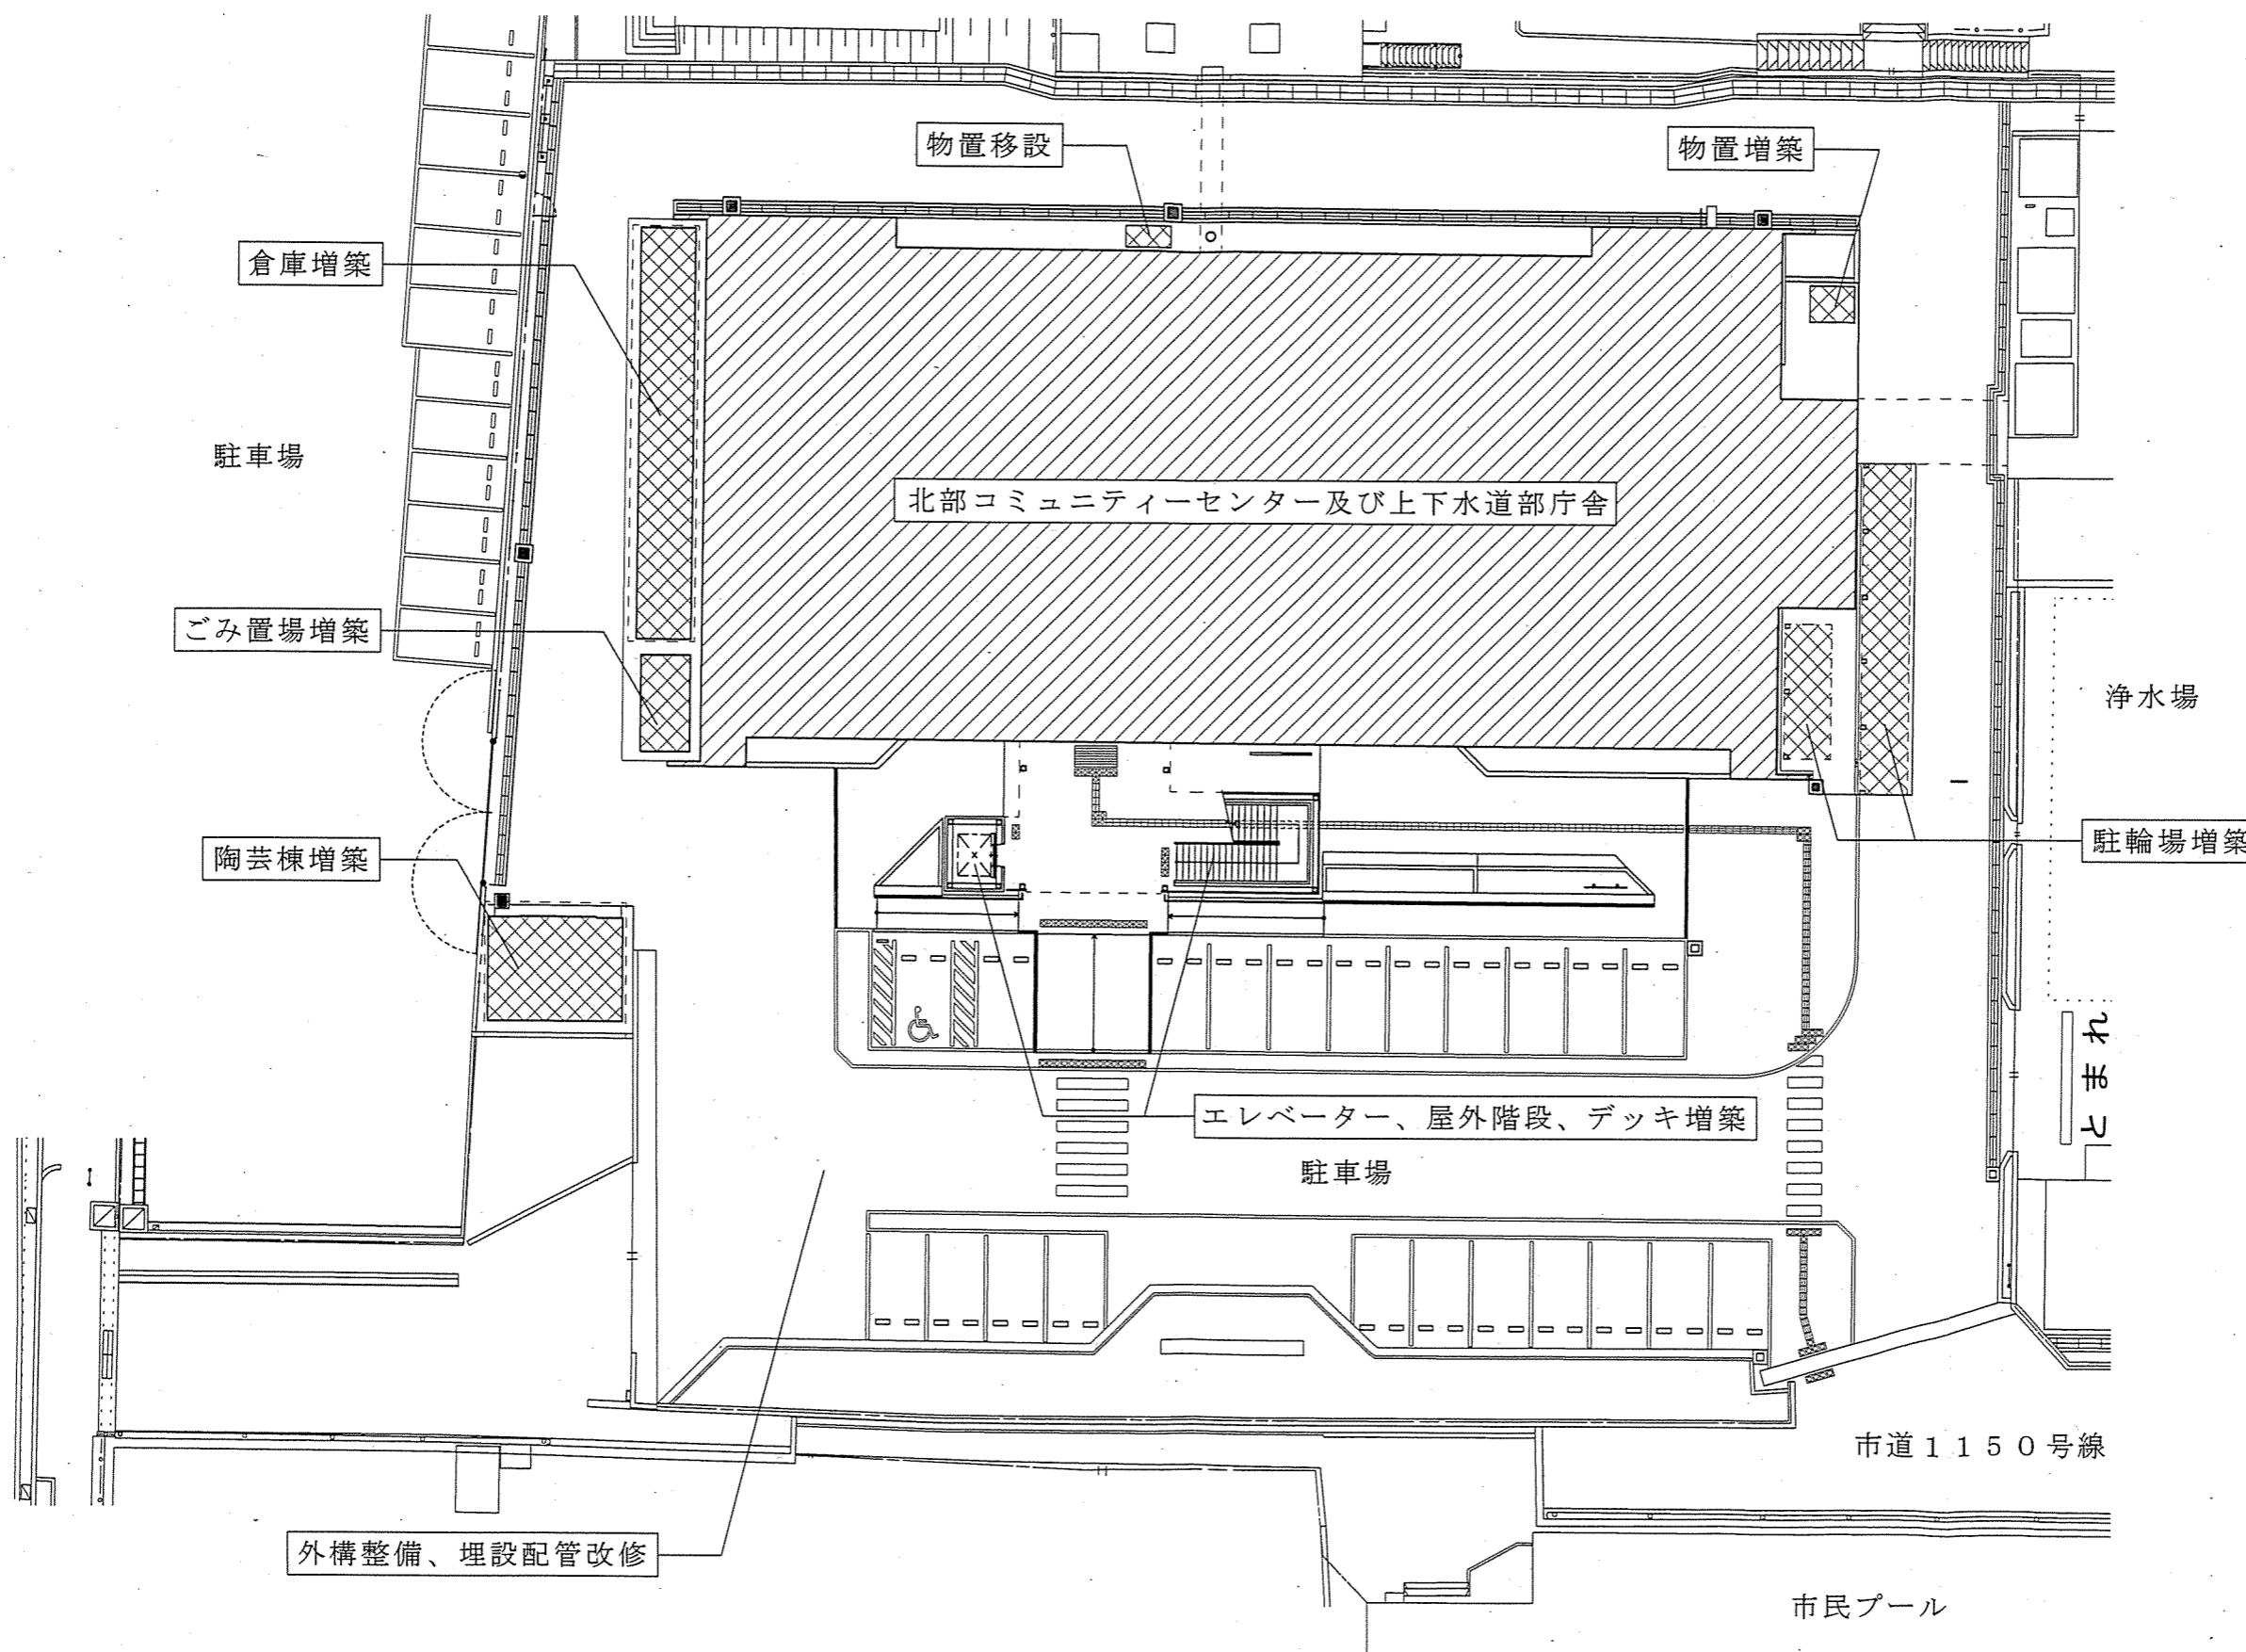 物置移設
物置増築
倉庫増築
駐車場
北部コミュニティーセンター及び上下水道部庁舎
ごみ置場増築
浄水場
駐輪場増築
陶芸棟増築
とまれ
エレベーター、屋外階段、デッキ増築
駐車場
市道1150号線
外構整備、埋設配管改修
市民プール